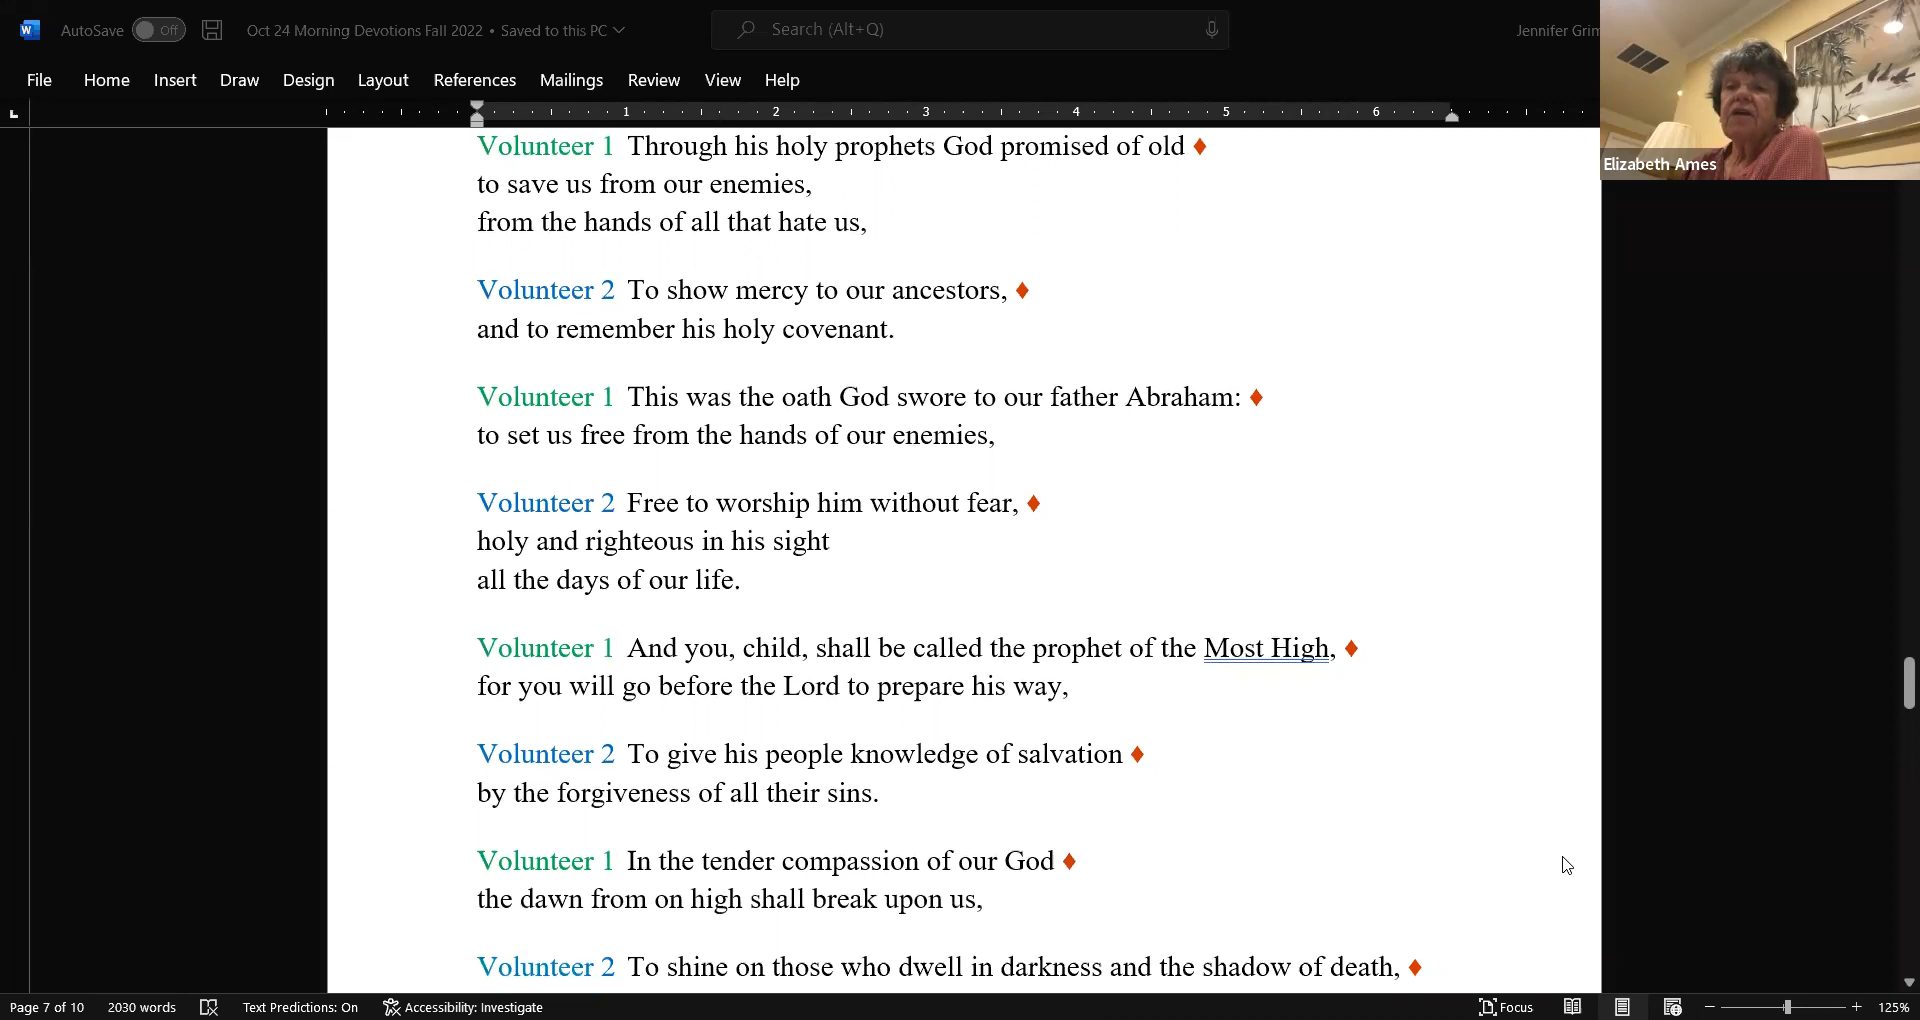 AutoSave Off Oct 24 Morning Devotions Fall 2022 • Saved to this PC Search (Alt+Q) Jennifer Grim
File Home Insert Draw Design Layout References Mailings Review View Help
1 2 3 4 5 6
Elizabeth Ames
Volunteer 1 Through his holy prophets God promised of old ♦
to save us from our enemies,
from the hands of all that hate us,
Volunteer 2 To show mercy to our ancestors, ♦
and to remember his holy covenant.
Volunteer 1 This was the oath God swore to our father Abraham: ♦
to set us free from the hands of our enemies,
Volunteer 2 Free to worship him without fear, ♦
holy and righteous in his sight
all the days of our life.
Volunteer 1 And you, child, shall be called the prophet of the Most High, ♦
for you will go before the Lord to prepare his way,
Volunteer 2 To give his people knowledge of salvation ♦
by the forgiveness of all their sins.
Volunteer 1 In the tender compassion of our God ♦
the dawn from on high shall break upon us,
Volunteer 2 To shine on those who dwell in darkness and the shadow of death, ♦
Page 7 of 10 2030 words Text Predictions: On Accessibility: Investigate Focus 125%